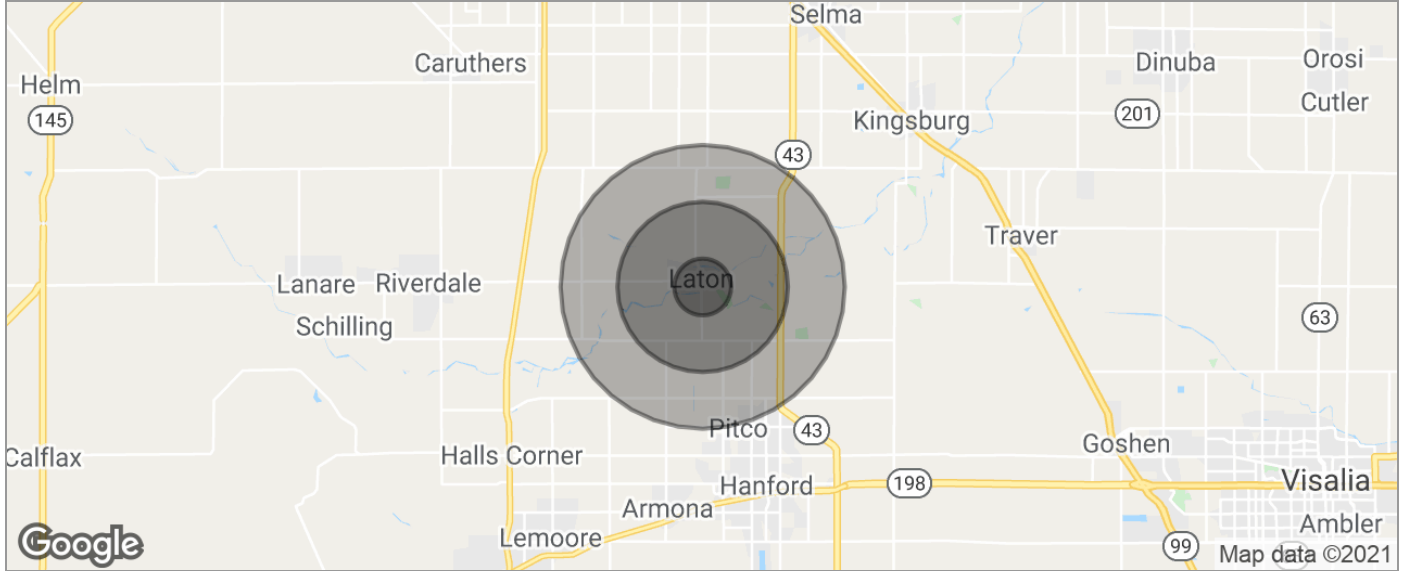 Selma
Caruthers
Dinuba
Orosi
Helm
Cutler
145
201
Kingsburg
43
Traver
Laton
Lanare
Riverdale
63
Schilling
Pitco
43
Goshen
Calflax
Halls Corner
198
Visalia
Hanford
Armona
Ambler
Lemoore
Google
99
Map data ©2021